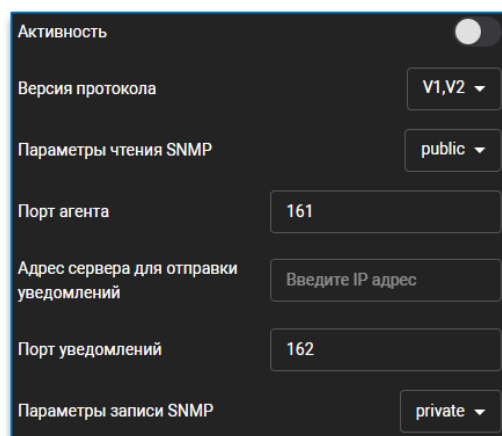 Активность
Версия протокола
V1,V2
Параметры чтения SNMP
public
Порт агента
161
Адрес сервера для отправки
уведомлений
Введите IP адрес
Порт уведомлений
162
Параметры записи SNMP
private